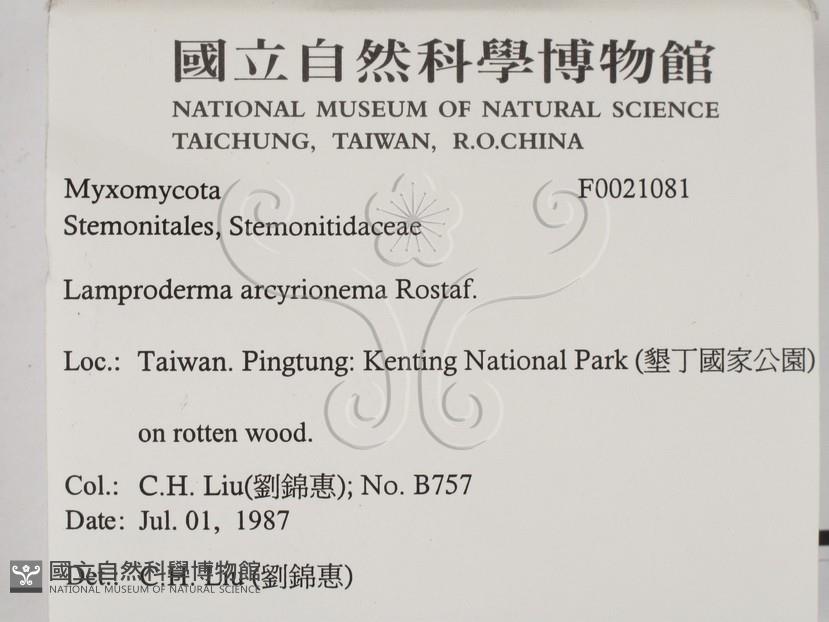 國立自然科學博物館
NATIONAL MUSEUM OF NATURAL SCIENCE
TAICHUNG, TAIWAN, R.O.CHINA
Myxomycota F0021081
Stemonitales, Stemonitidaceae
Lamproderma arcyrionema Rostaf.
Loc.: Taiwan. Pingtung: Kenting National Park (墾丁國家公園)
on rotten wood.
Col.: C.H. Liu(劉錦惠); No. B757
Date: Jul. 01, 1987
Det.: C.H. Liu (劉錦惠)
國立自然科學博物館
NATIONAL MUSEUM OF NATURAL SCIENCE